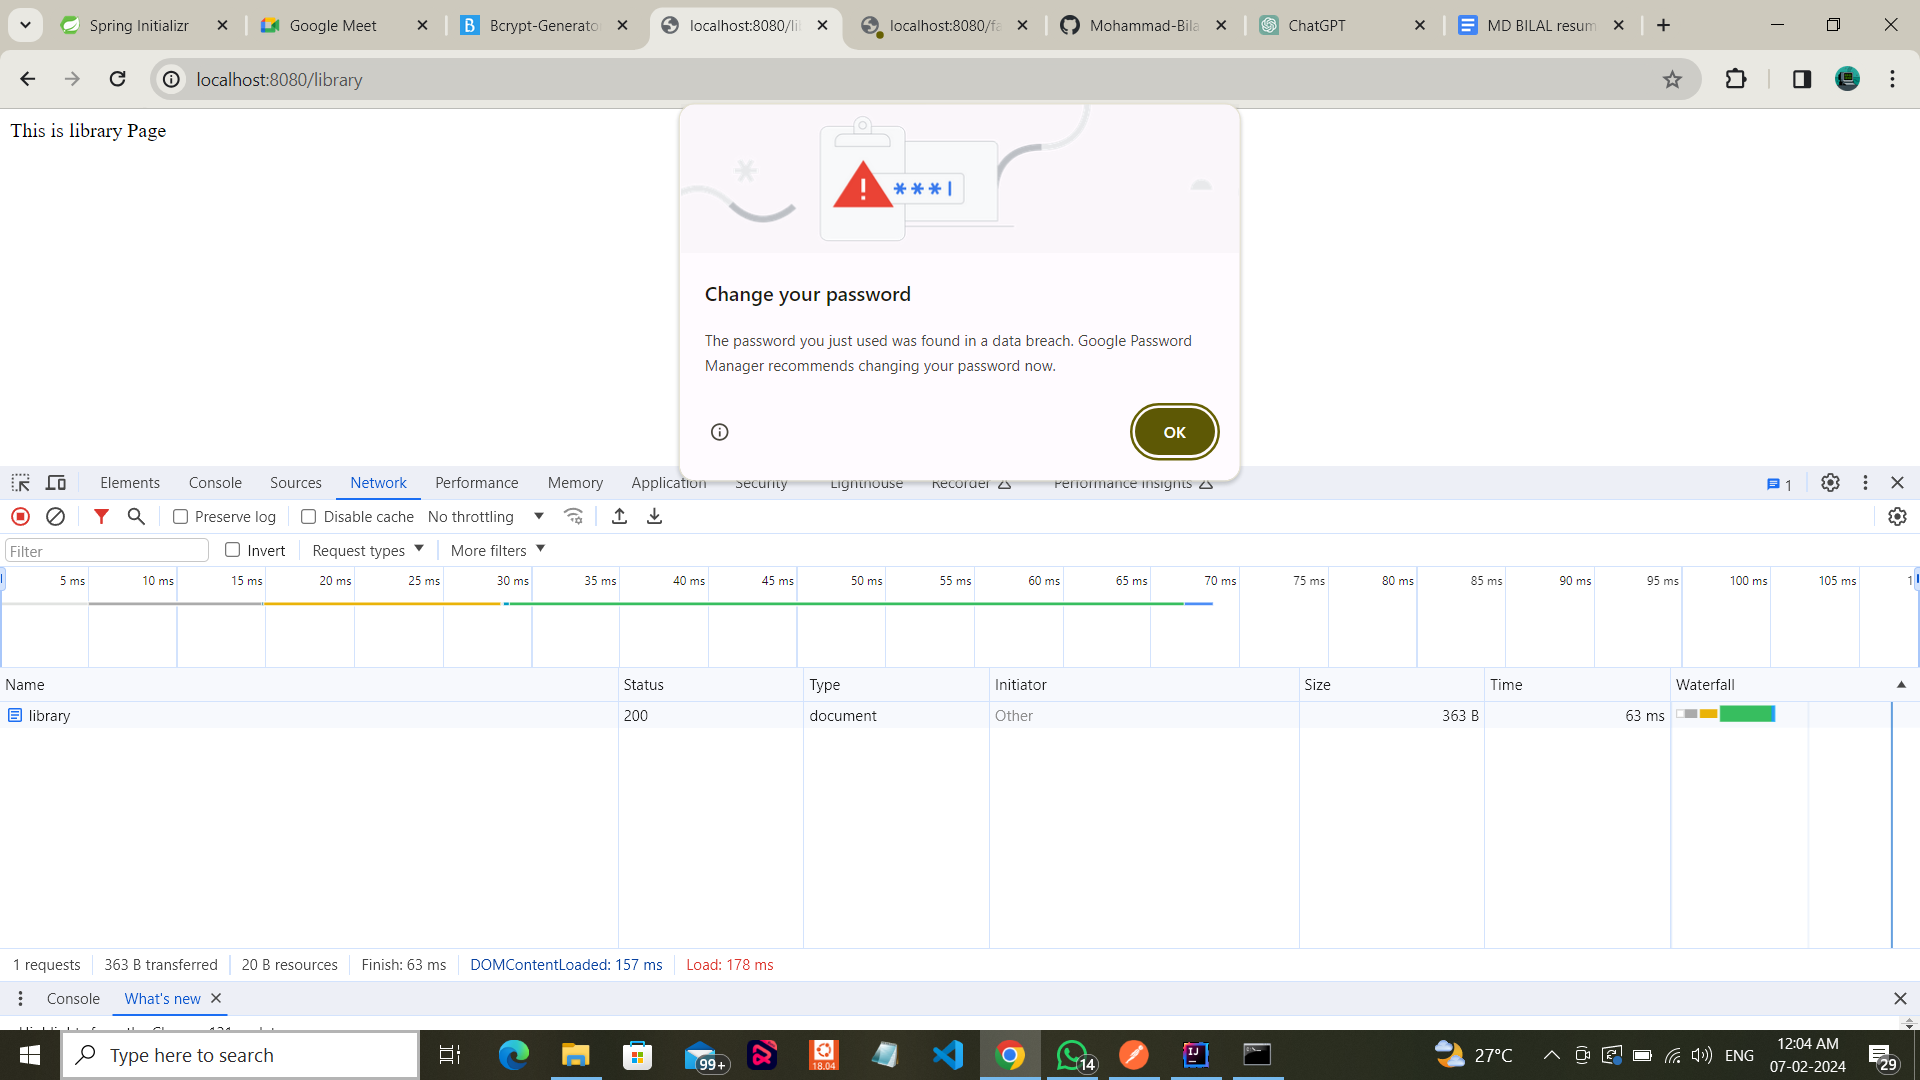 Spring Initializr
Google Meet
Bcrypt-Generato
localhost:8080/li
localhost:8080/fa
Mohammad-Bila
ChatGPT
MD BILAL resum
localhost:8080/library
This is library Page
***|
Change your password
The password you just used was found in a data breach. Google Password
Manager recommends changing your password now.
OK
Elements Console Sources Network Performance Memory Application Security Lighthouse Recorder Performance insights 1
Preserve log Disable cache No throttling
Filter Invert Request types More filters
5 ms 10 ms 15 ms 20 ms 25 ms 30 ms 35 ms 40 ms 45 ms 50 ms 55 ms 60 ms 65 ms 70 ms 75 ms 80 ms 85 ms 90 ms 95 ms 100 ms 105 ms 1
Name Status Type Initiator Size Time Waterfall
library 200 document Other 363 B 63 ms
1 requests 363 B transferred 20 B resources Finish: 63 ms DOMContentLoaded: 157 ms Load: 178 ms
Console What's new
Type here to search
99+
18.04
14
27°C
ENG
12:04 AM
07-02-2024
29